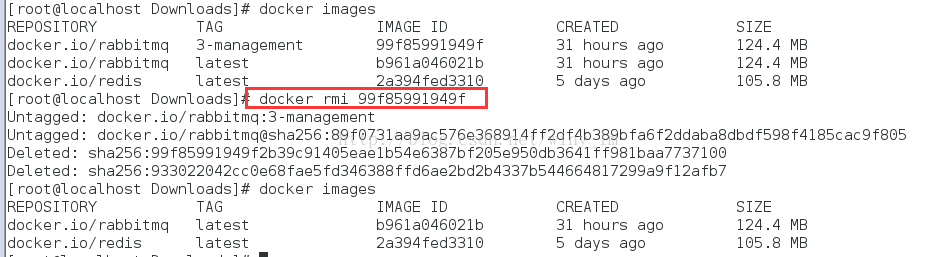 [root@localhost Downloads]# docker images
REPOSITORY TAG IMAGE ID CREATED SIZE
docker.io/rabbitmq 3-management 99f85991949f 31 hours ago 124.4 MB
docker.io/rabbitmq latest b961a046021b 31 hours ago 124.4 MB
docker.io/redis latest 2a394fed3310 5 days ago 105.8 MB
[root@localhost Downloads]# docker rmi 99f85991949f
Untagged: docker.io/rabbitmq:3-management
Untagged: docker.io/rabbitmq@sha256:89f0731aa9ac576e368914ff2df4b389bfa6f2ddaba8dbdf598f4185cac9f805
Deleted: sha256:99f85991949f2b39c91405eae1b54e6387bf205e950db3641ff981baa7737100
Deleted: sha256:933022042cc0e68fae5fd346388ffd6ae2bd2b4337b544664817299a9f12afb7
[root@localhost Downloads]# docker images
REPOSITORY TAG IMAGE ID CREATED SIZE
docker.io/rabbitmq latest b961a046021b 31 hours ago 124.4 MB
docker.io/redis latest 2a394fed3310 5 days ago 105.8 MB
[root@localhost Downloads]#